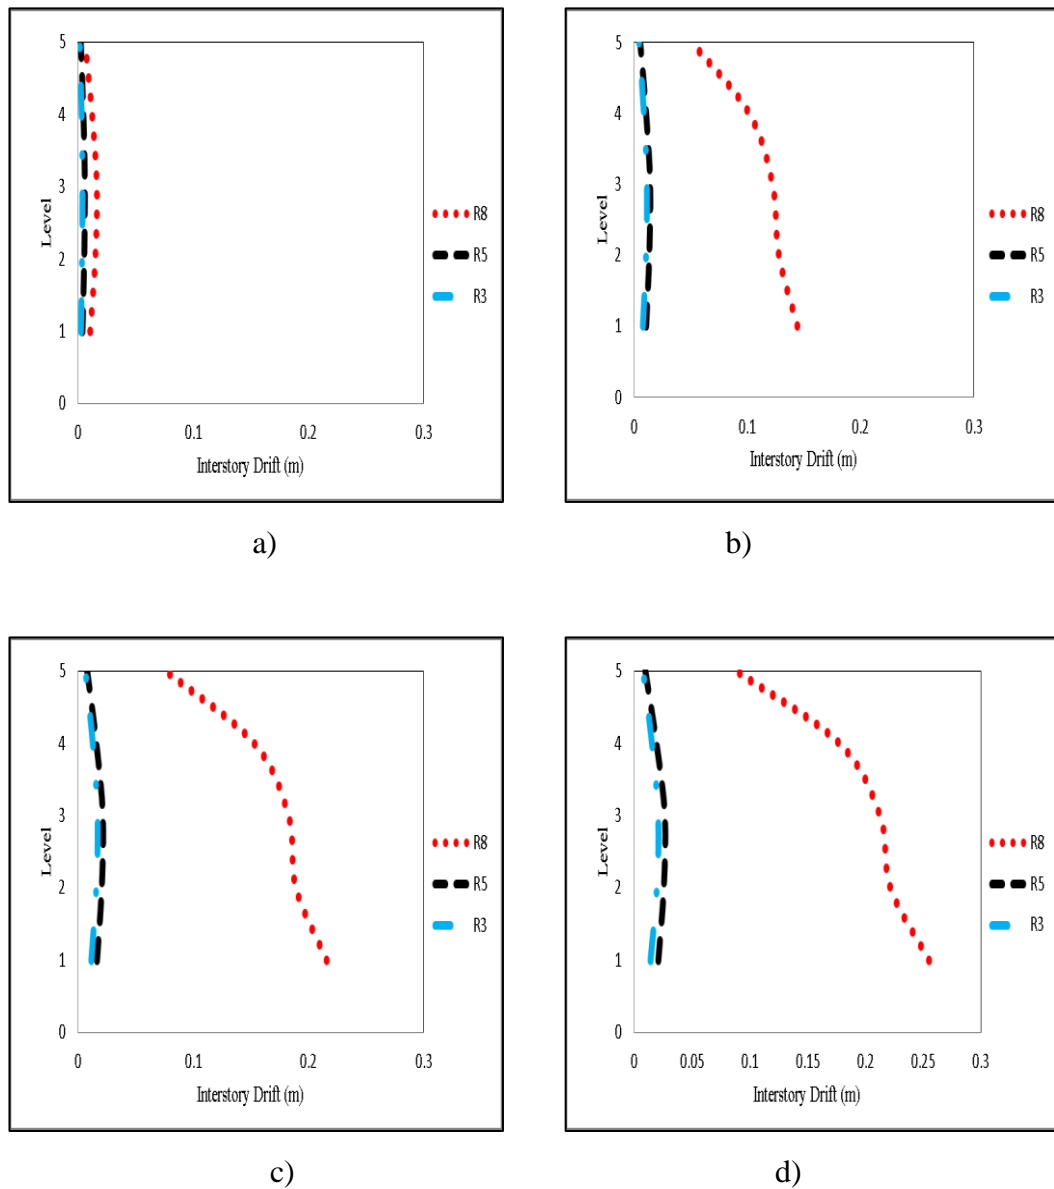 5
4
3
2
1
0
Level
0 0.1 0.2 0.3
Interstory Drift (m)
R8
R5
R3
a)
5
4
3
2
1
0
Level
0 0.1 0.2 0.3
Interstory Drift (m)
R8
R5
R3
b)
5
4
3
2
1
0
Level
0 0.1 0.2 0.3
Interstory Drift (m)
R8
R5
R3
c)
5
4
3
2
1
0
Level
0 0.05 0.1 0.15 0.2 0.25 0.3
Interstory Drift (m)
R8
R5
R3
d)